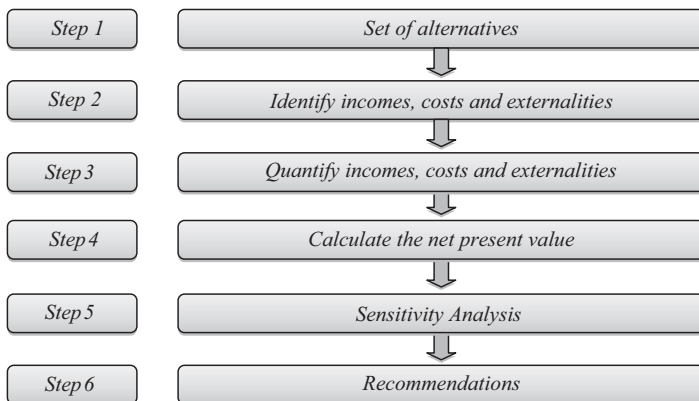 Step 1 Set of alternatives
Step 2 Identify incomes, costs and externalities
Step 3 Quantify incomes, costs and externalities
Step 4 Calculate the net present value
Step 5 Sensitivity Analysis
Step 6 Recommendations